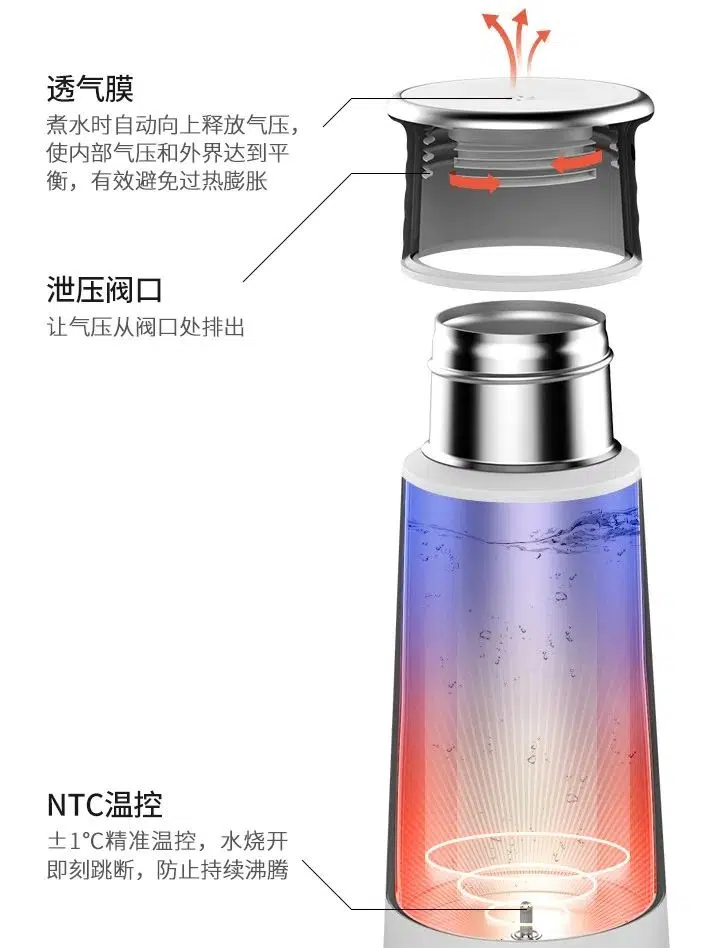 透气膜
煮水时自动向上释放气压，
使内部气压和外界达到平
衡，有效避免过热膨胀
泄压阀口
让气压从阀口处排出
NTC温控
±1℃精准温控，水烧开
即刻跳断，防止持续沸腾